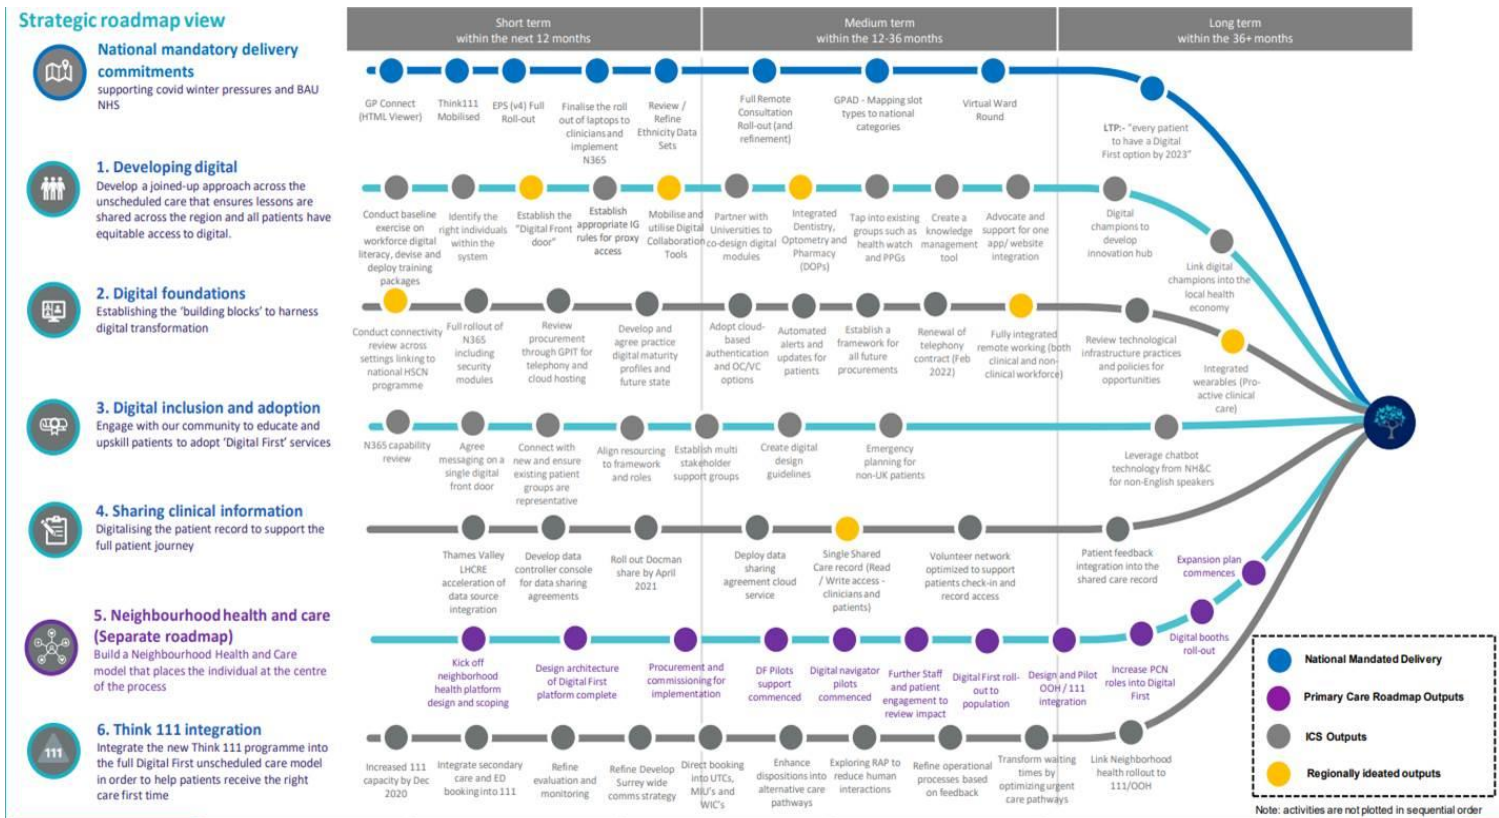 Strategic roadmap view
Short term
within the next 12 months
Medium term
within the 12-36 months
Long term
within the 36+ months
National mandatory delivery
commitments
supporting covid winter pressures and BAU
NHS
GP Connect
(HTML Viewer)
Think111
Mobilised
EPS (v4) Full
Roll-out
Finalise the roll
out of laptops to
clinicians and
implement
N365
Review /
Refine
Ethnicity Data
Sets
Full Remote
Consultation
Roll-out (and
refinement)
GPAD - Mapping slot
types to national
categories
Virtual Ward
Round
LTP:- "every patient
to have a Digital
First option by 2023"
1. Developing digital
Develop a joined-up approach across the
unscheduled care that ensures lessons are
shared across the region and all patients have
equitable access to digital.
Conduct baseline
exercise on
workforce digital
literacy, devise and
deploy training
packages
Identify the
right individuals
within the
system
Establish the
"Digital Front
door"
Establish
appropriate IG
rules for proxy
access
Mobilise and
utilise Digital
Collaboration
Tools
Partner with
Universities to
co-design digital
modules
Integrated
Dentistry,
Optometry and
Pharmacy
(DOPs)
Tap into existing
groups such as
health watch
and PPGs
Create a
knowledge
management
tool
Advocate and
support for one
app/ website
integration
Digital
champions to
develop
innovation hub
Link digital
champions into the
local health
economy
2. Digital foundations
Establishing the 'building blocks' to harness
digital transformation
Conduct connectivity
review across
settings linking to
national HSCN
programme
Full rollout of
N365
including
security
modules
Review
procurement
through GPIT for
telephony and
cloud hosting
Develop and
agree practice
digital maturity
profiles and
future state
Adopt cloud-
based
authentication
and OC/VC
options
Automated
alerts and
updates for
patients
Establish a
framework for
all future
procurements
Renewal of
telephony
contract (Feb
2022)
Fully integrated
remote working (both
clinical and non-
clinical workforce)
Review technological
infrastructure practices
and policies for
opportunities
Integrated
wearables (Pro-
active clinical
care)
3. Digital inclusion and adoption
Engage with our community to educate and
upskill patients to adopt 'Digital First' services
N365 capability
review
Agree
messaging on a
single digital
front door
Connect with
new and ensure
existing patient
groups are
representative
Align resourcing
to framework
and roles
Establish multi
stakeholder
support groups
Create digital
design
guidelines
Emergency
planning for
non-UK patients
Leverage chatbot
technology from NH&C
for non-English speakers
4. Sharing clinical information
Digitalising the patient record to support the
full patient journey
Thames Valley
LHCRE
acceleration of
data source
integration
Develop data
controller console
for data sharing
agreements
Roll out Docman
share by April
2021
Deploy data
sharing
agreement cloud
service
Single Shared
Care record (Read
/ Write access -
clinicians and
patients)
Volunteer network
optimized to support
patients check-in and
record access
Patient feedback
integration into the
shared care record
Expansion plan
commences
5. Neighbourhood health and care
(Separate roadmap)
Build a Neighbourhood Health and Care
model that places the individual at the centre
of the process
Kick off
neighborhood
health platform
design and scoping
Design architecture
of Digital First
platform complete
Procurement and
commissioning for
implementation
DF Pilots
support
commenced
Digital navigator
pilots
commenced
Further Staff
and patient
engagement to
review impact
Digital First roll-
out to
population
Design and Pilot
OOH / 111
integration
Increase PCN
roles into Digital
First
Digital booths
roll-out
6. Think 111 integration
Integrate the new Think 111 programme into
the full Digital First unscheduled care model
in order to help patients receive the right
care first time
111
Increased 111
capacity by Dec
2020
Integrate secondary
care and ED
booking into 111
Refine
evaluation and
monitoring
Refine Develop
Surrey wide
comms strategy
Direct booking
into UTCs,
MIU's and
WIC's
Enhance
dispositions into
alternative care
pathways
Exploring RAP to
reduce human
interactions
Refine operational
processes based
on feedback
Transform waiting
times by
optimizing urgent
care pathways
Link Neighborhood
health rollout to
111/OOH
National Mandated Delivery
Primary Care Roadmap Outputs
ICS Outputs
Regionally ideated outputs
Note: activities are not plotted in sequential order